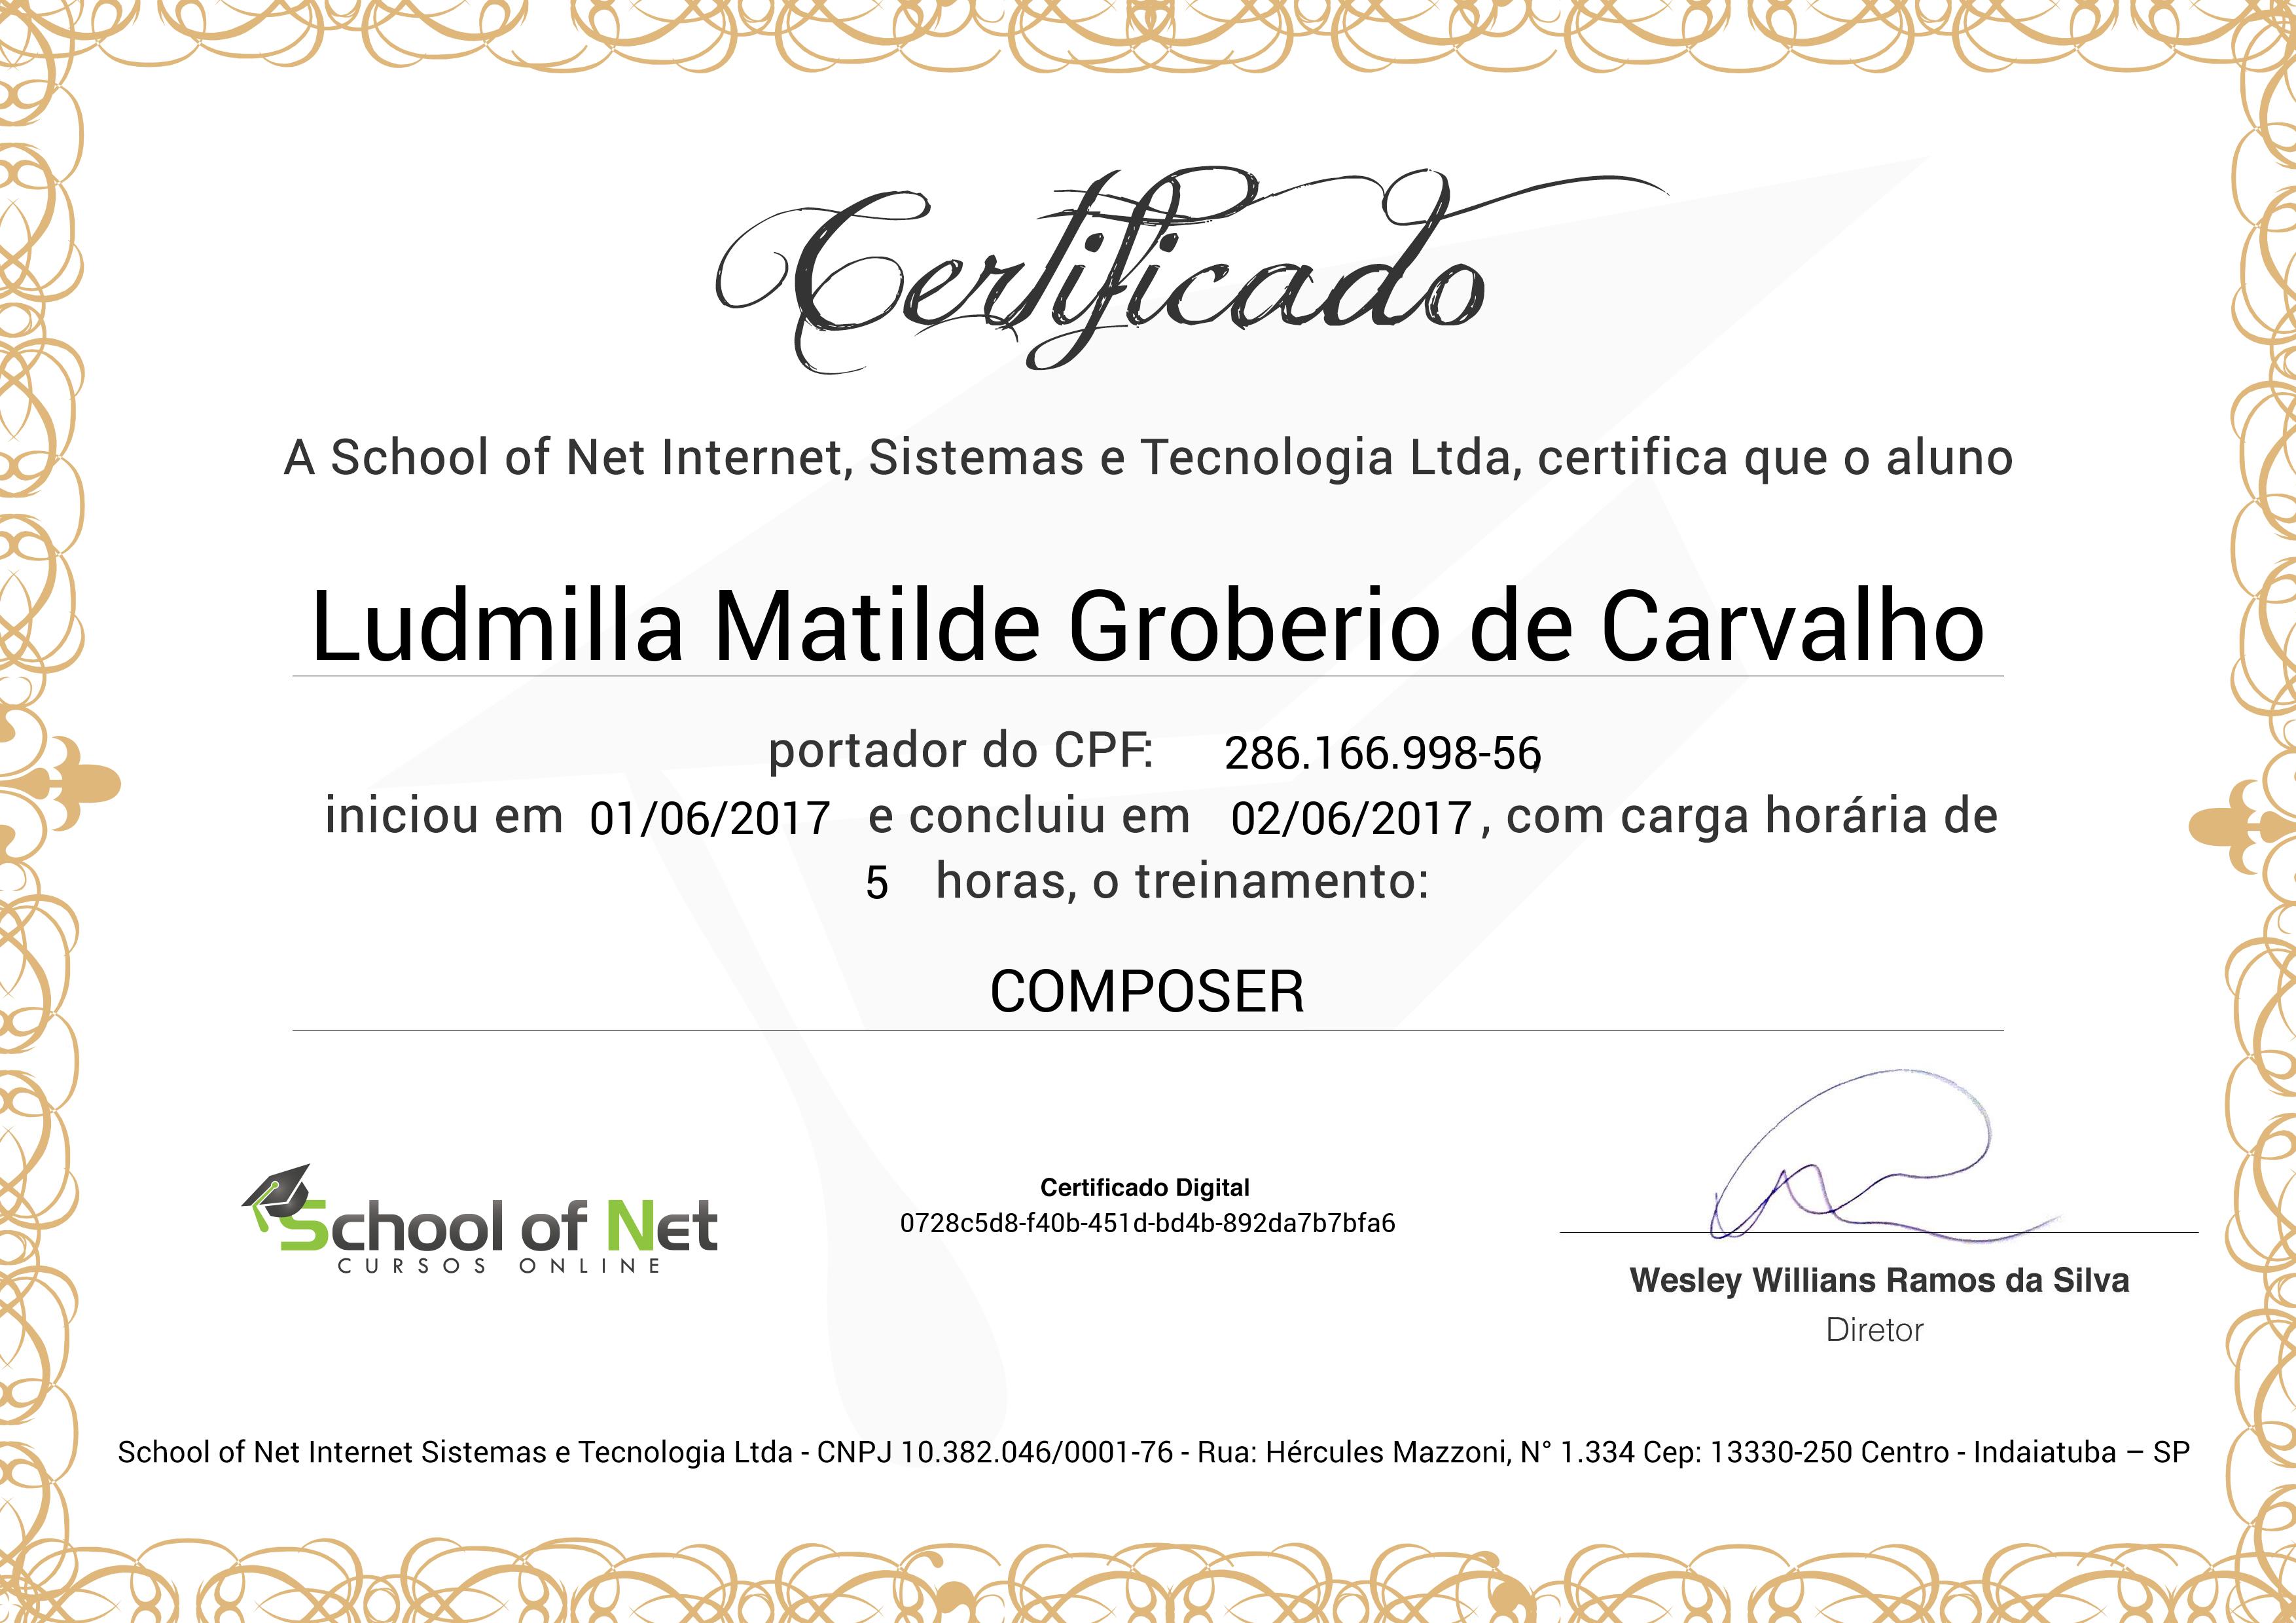 Certificado
A School of Net Internet, Sistemas e Tecnologia Ltda, certifica que o aluno
Ludmilla Matilde Groberio de Carvalho
portador do CPF: 286.166.998-56,
iniciou em 01/06/2017 e concluiu em 02/06/2017, com carga horária de
5 horas, o treinamento:
COMPOSER
School of Net
CURSOS ONLINE
Certificado Digital
0728c5d8-f40b-451d-bd4b-892da7b7bfa6
Wesley Willians Ramos da Silva
Diretor
School of Net Internet Sistemas e Tecnologia Ltda - CNPJ 10.382.046/0001-76 - Rua: Hércules Mazzoni, N° 1.334 Cep: 13330-250 Centro - Indaiatuba – SP